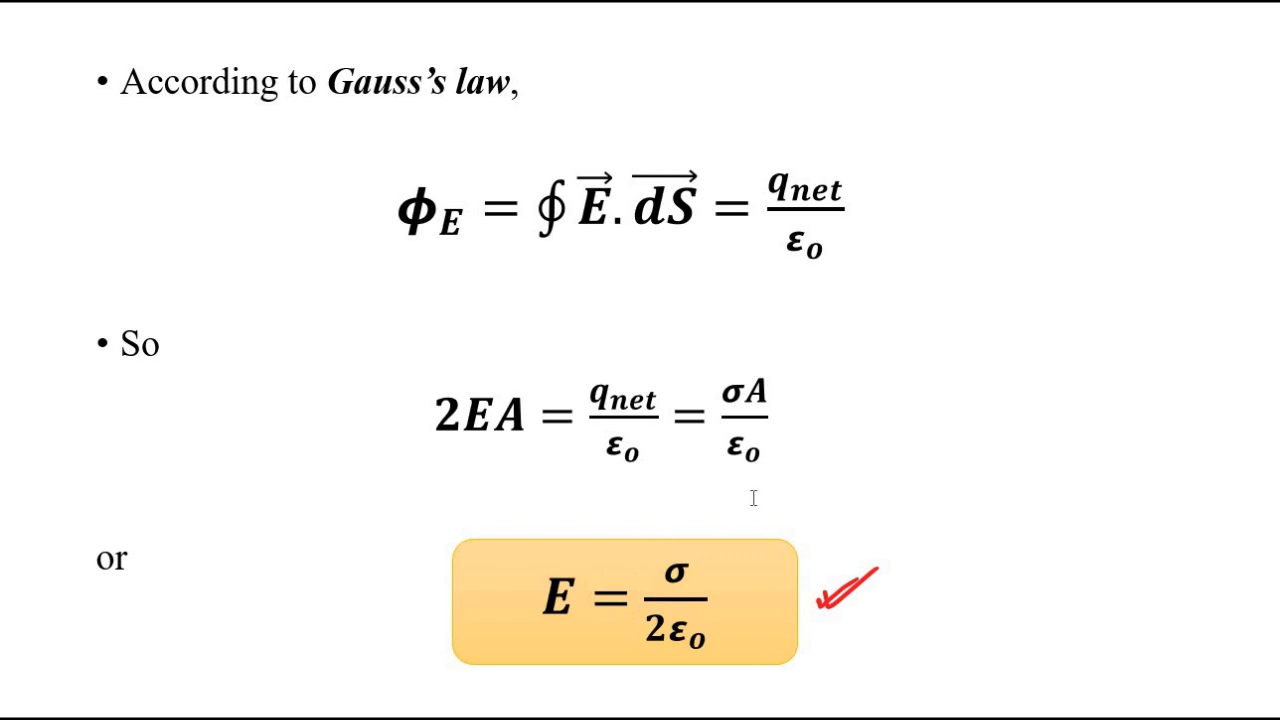 • According to Gauss’s law,
ϕ_E = ∮ E⃗ . dS⃗ = q_net / ε_o
• So
2EA = q_net / ε_o = σA / ε_o
or
E = σ / 2ε_o